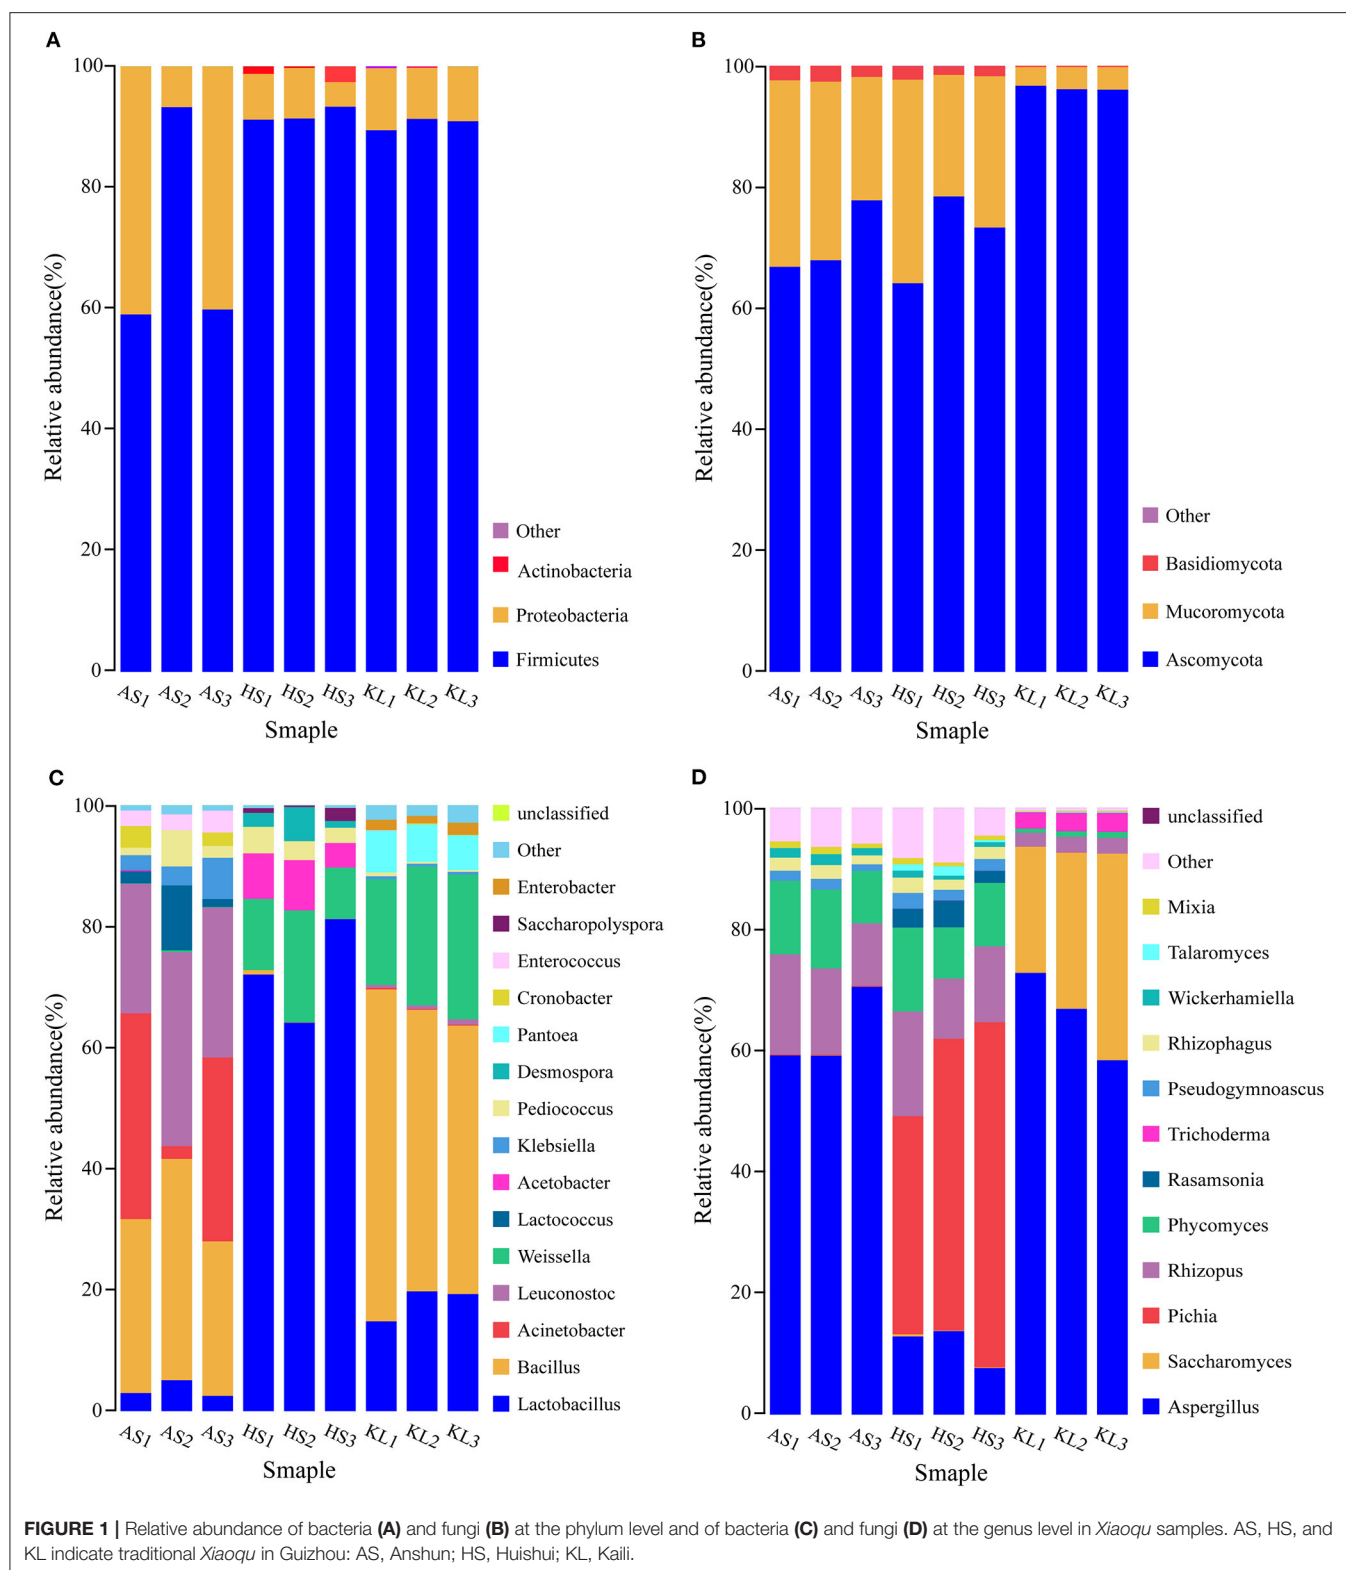 A
100
80
60
40
20
0
Relative abundance(%)
AS1 AS2 AS3 HS1 HS2 HS3 KL1 KL2 KL3
Smaple
Other
Actinobacteria
Proteobacteria
Firmicutes
B
100
80
60
40
20
0
Relative abundance(%)
AS1 AS2 AS3 HS1 HS2 HS3 KL1 KL2 KL3
Smaple
Other
Basidiomycota
Mucoromycota
Ascomycota
C
100
80
60
40
20
0
Relative abundance(%)
AS1 AS2 AS3 HS1 HS2 HS3 KL1 KL2 KL3
Smaple
unclassified
Other
Enterobacter
Saccharopolyspora
Enterococcus
Cronobacter
Pantoea
Desmospora
Pediococcus
Klebsiella
Acetobacter
Lactococcus
Weissella
Leuconostoc
Acinetobacter
Bacillus
Lactobacillus
D
100
80
60
40
20
0
Relative abundance(%)
AS1 AS2 AS3 HS1 HS2 HS3 KL1 KL2 KL3
Smaple
unclassified
Other
Mixia
Talaromyces
Wickerhamiella
Rhizophagus
Pseudogymnoascus
Trichoderma
Rasamsonia
Phycomyces
Rhizopus
Pichia
Saccharomyces
Aspergillus
FIGURE 1 | Relative abundance of bacteria (A) and fungi (B) at the phylum level and of bacteria (C) and fungi (D) at the genus level in Xiaoqu samples. AS, HS, and
KL indicate traditional Xiaoqu in Guizhou: AS, Anshun; HS, Huishui; KL, Kaili.